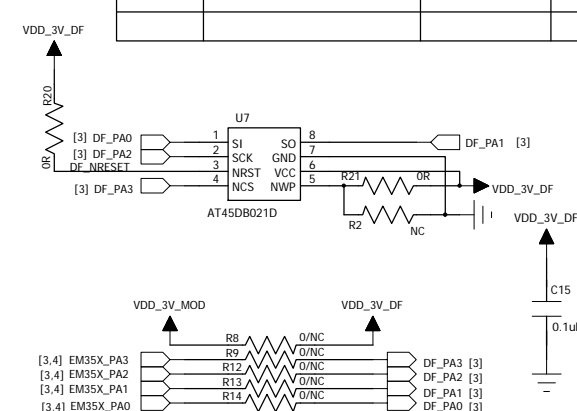 VDD_3V_DF
R20
0R
U7
[3] DF_PA0 1 SI SO 8 DF_PA1 [3]
[3] DF_PA2 2 SCK GND 7
DF_NRESET 3 NRST VCC 6
[3] DF_PA3 4 NCS NWP 5
R21 0R VDD_3V_DF
AT45DB021D
R2 NC
VDD_3V_DF
C15
0.1u
VDD_3V_MOD VDD_3V_DF
R8 0/NC
R9 0/NC
[3,4] EM35X_PA3 R12 0/NC DF_PA3 [3]
[3,4] EM35X_PA2 R13 0/NC DF_PA2 [3]
[3,4] EM35X_PA1 R14 0/NC DF_PA1 [3]
[3,4] EM35X_PA0 DF_PA0 [3]